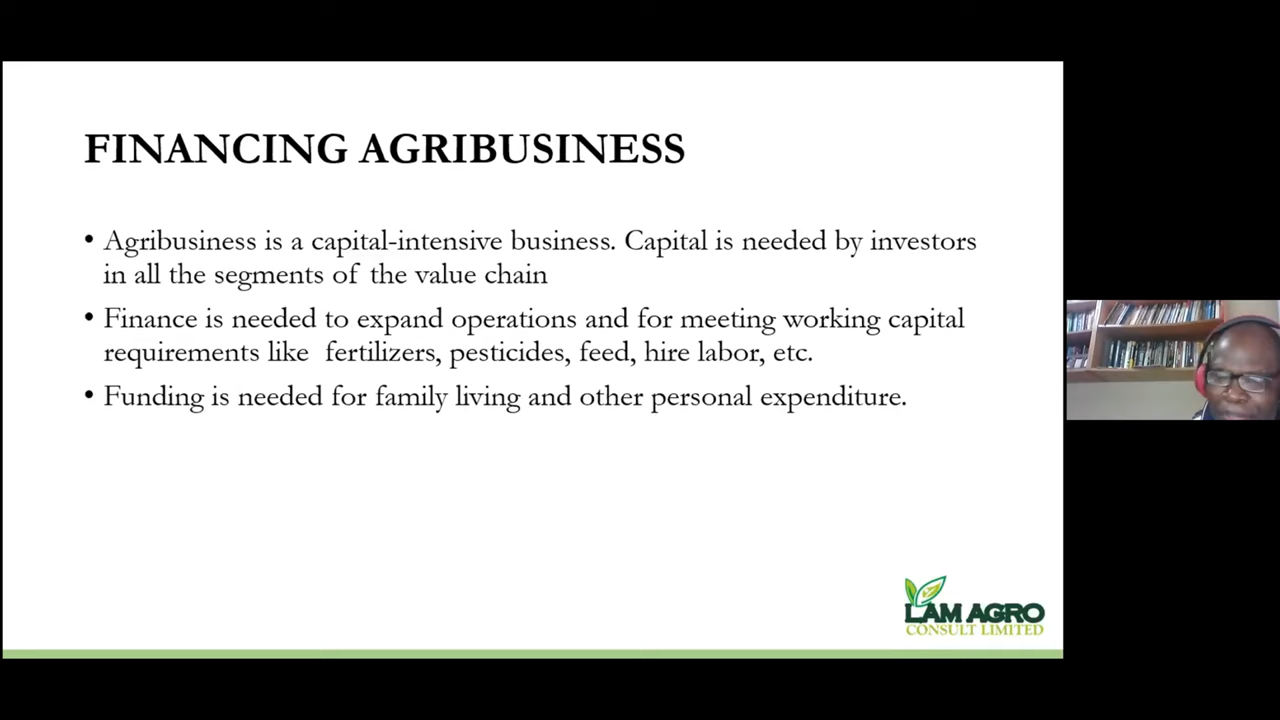 FINANCING AGRIBUSINESS
• Agribusiness is a capital-intensive business. Capital is needed by investors
in all the segments of the value chain
• Finance is needed to expand operations and for meeting working capital
requirements like  fertilizers, pesticides, feed, hire labor, etc.
• Funding is needed for family living and other personal expenditure.
LAM AGRO
CONSULT LIMITED